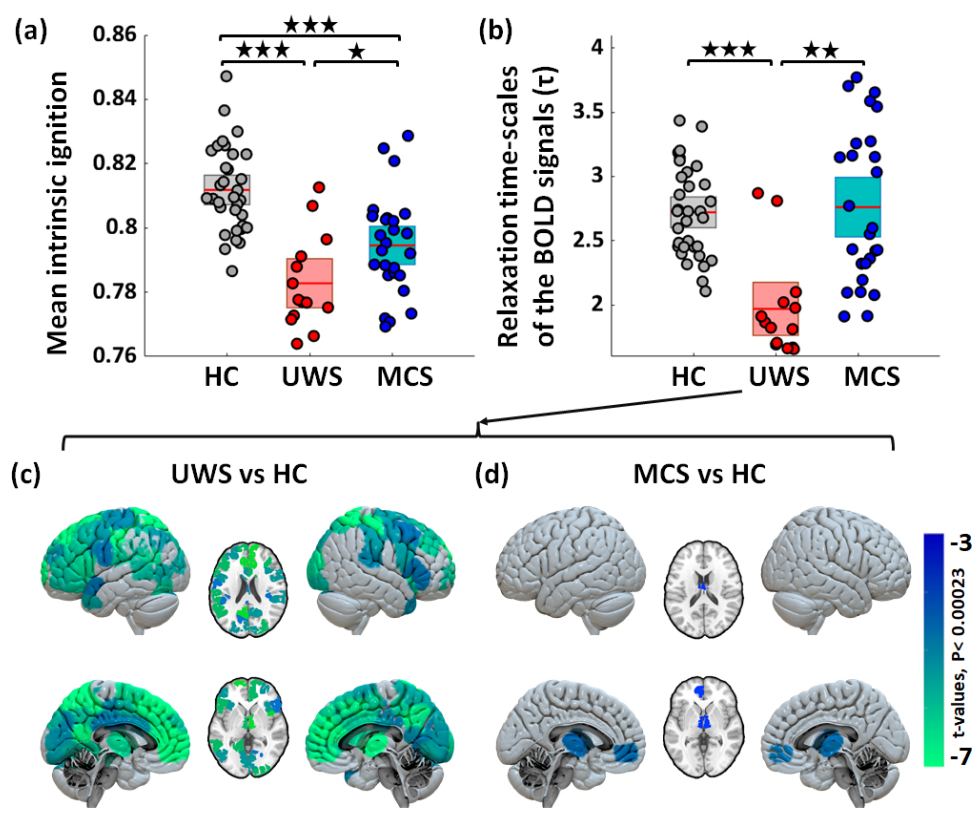 (a)
Mean intrinsic ignition
0.86
0.84
0.82
0.8
0.78
0.76
★★★
★★★
★
HC
UWS
MCS
(b)
Relaxation time-scales
of the BOLD signals (τ)
4
3.5
3
2.5
2
★★★
★★
HC
UWS
MCS
(c)
UWS vs HC
(d)
MCS vs HC
-3
t-values, P< 0.00023
-7